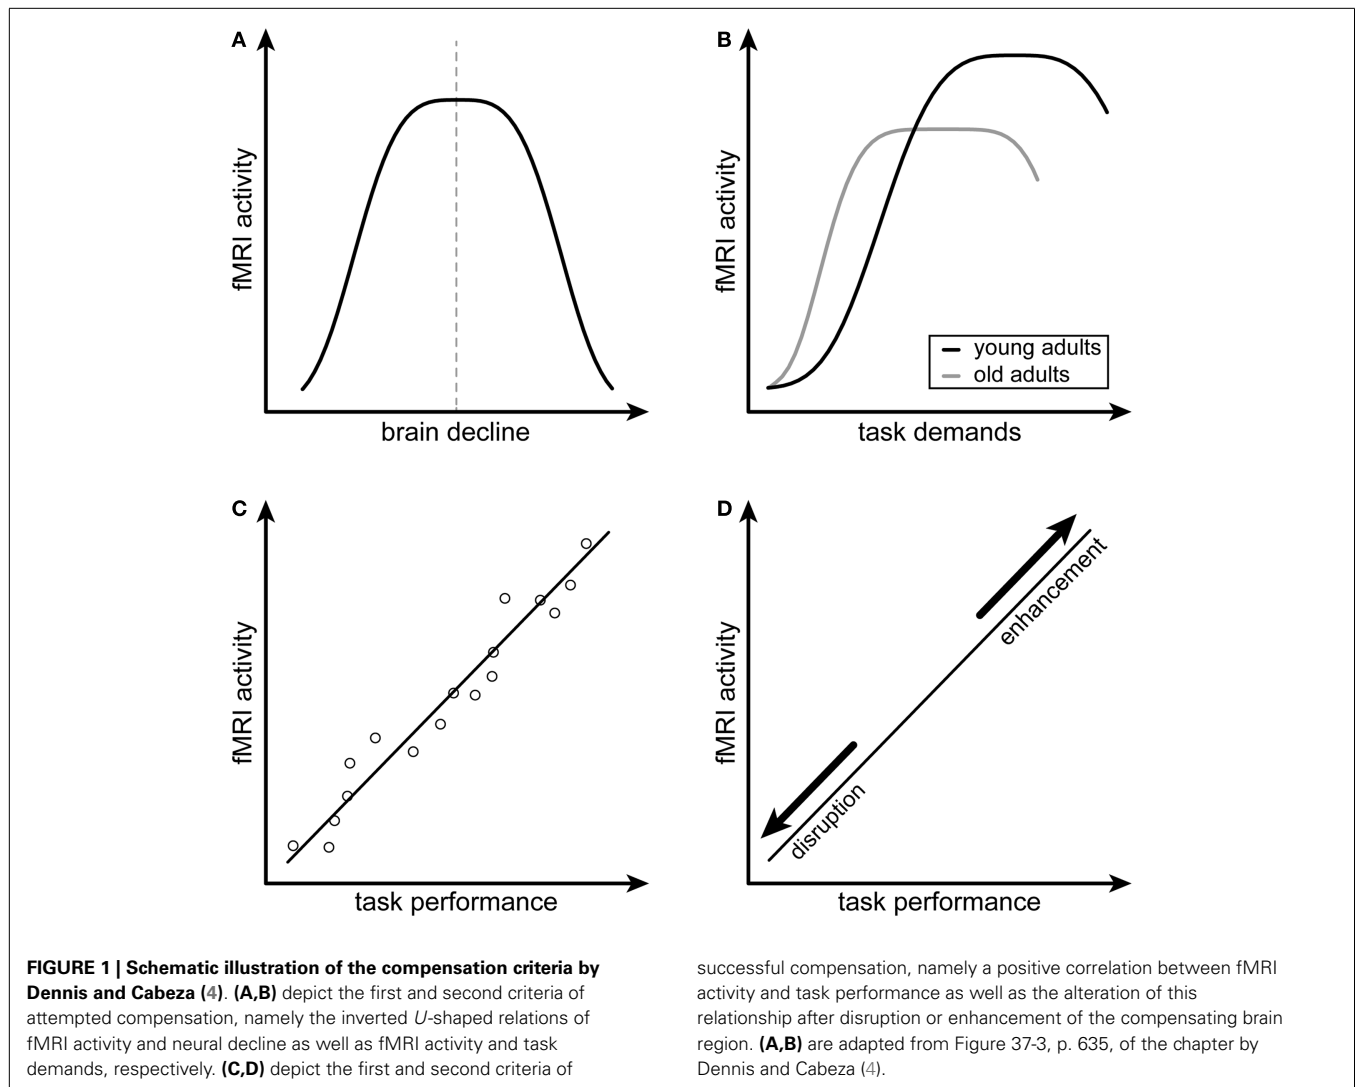 A
fMRI activity
brain decline
B
fMRI activity
young adults
old adults
task demands
C
fMRI activity
task performance
D
fMRI activity
enhancement
disruption
task performance
FIGURE 1 | Schematic illustration of the compensation criteria by
Dennis and Cabeza (4). (A,B) depict the first and second criteria of
attempted compensation, namely the inverted U-shaped relations of
fMRI activity and neural decline as well as fMRI activity and task
demands, respectively. (C,D) depict the first and second criteria of
successful compensation, namely a positive correlation between fMRI
activity and task performance as well as the alteration of this
relationship after disruption or enhancement of the compensating brain
region. (A,B) are adapted from Figure 37-3, p. 635, of the chapter by
Dennis and Cabeza (4).